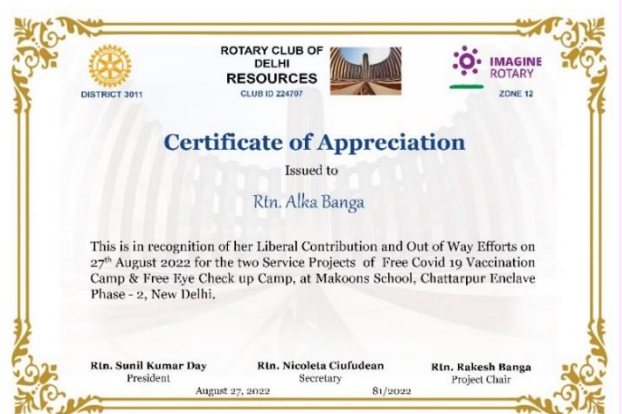 ROTARY CLUB OF
DELHI
RESOURCES
CLUB ID 224707
DISTRICT 3011
IMAGINE
ROTARY
ZONE 12
Certificate of Appreciation
Issued to
Rtn. Alka Banga
This is in recognition of her Liberal Contribution and Out of Way Efforts on
27th August 2022 for the two Service Projects of Free Covid 19 Vaccination
Camp & Free Eye Check up Camp, at Makoons School, Chattarpur Enclave
Phase - 2, New Delhi.
Rtn. Sunil Kumar Day
President
Rtn. Nicoleta Ciufudean
Secretary
Rtn. Rakesh Banga
Project Chair
August 27, 2022
81/2022